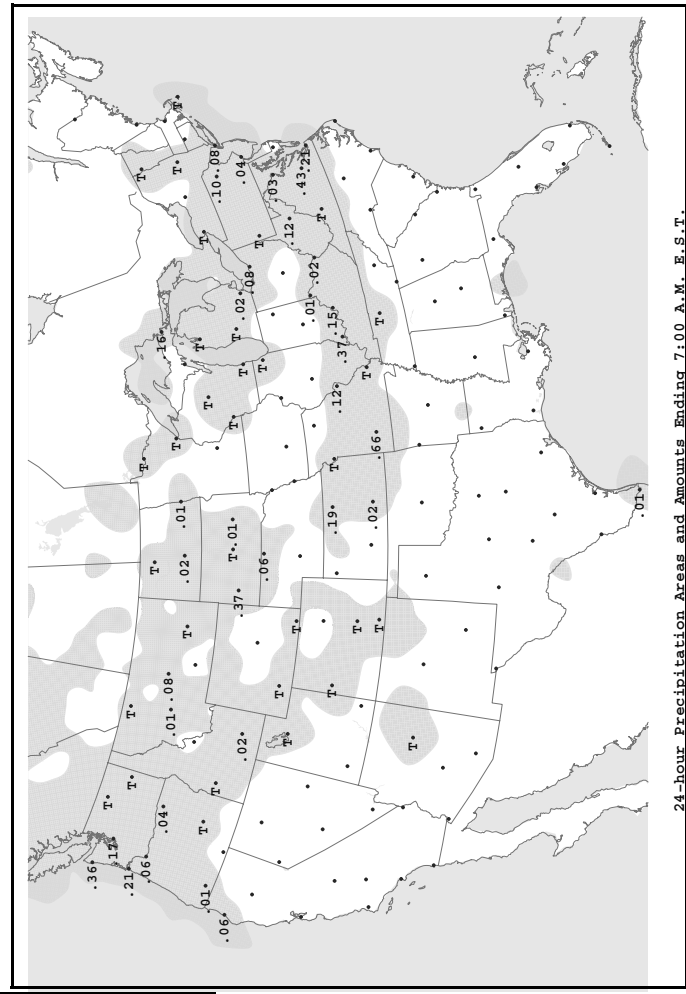 .36
T
.17
.21
T
T
T
T
.06
T
.16
.04
.01 .08
T
T
T
.01
.02
T
T
T
T
.01
T
.10 .08
T
.06
T
T .01
T
.37
.02
.04
.02
T
.08
T
T
.06
.03
T
T
.12
T
.43 .21
.01
.02
T
.15
.19
T
T
.12
.37
T
T
.02
.66
T
T
T
.01
24-hour Precipitation Areas and Amounts Ending 7:00 A.M. E.S.T.